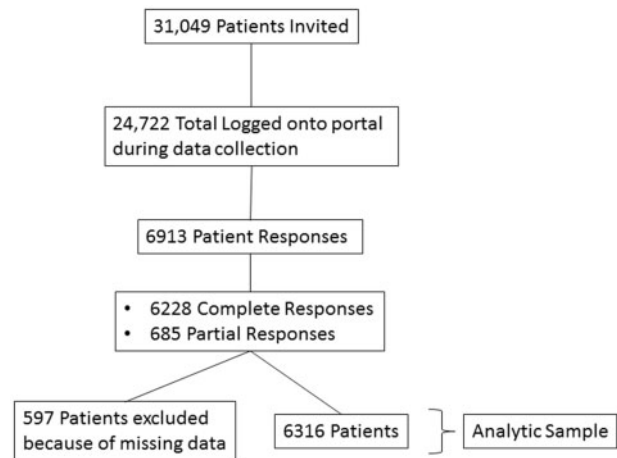 31,049 Patients Invited
24,722 Total Logged onto portal
during data collection
6913 Patient Responses
• 6228 Complete Responses
• 685 Partial Responses
597 Patients excluded
because of missing data
6316 Patients
Analytic Sample